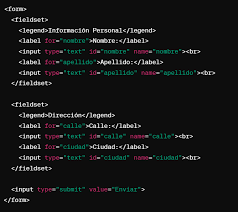 <form>
<fieldset>
<legend>Información Personal</legend>
<label for="nombre">Nombre:</label>
<input type="text" id="nombre" name="nombre"><br>
<label for="apellido">Apellido:</label>
<input type="text" id="apellido" name="apellido"><br>
</fieldset>
<fieldset>
<legend>Dirección</legend>
<label for="calle">Calle:</label>
<input type="text" id="calle" name="calle"><br>
<label for="ciudad">Ciudad:</label>
<input type="text" id="ciudad" name="ciudad"><br>
</fieldset>
<input type="submit" value="Enviar">
</form>